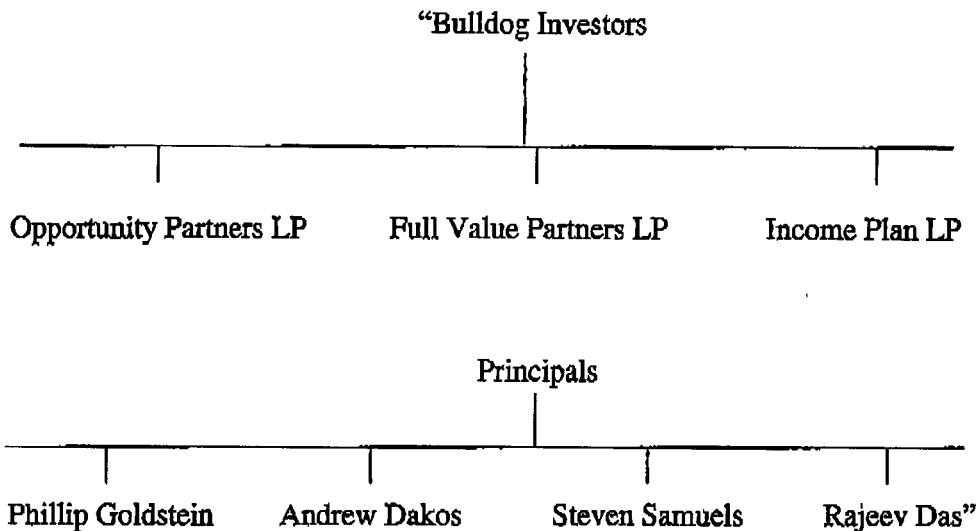 “Bulldog Investors
Opportunity Partners LP Full Value Partners LP Income Plan LP
Principals
Phillip Goldstein Andrew Dakos Steven Samuels Rajeev Das”